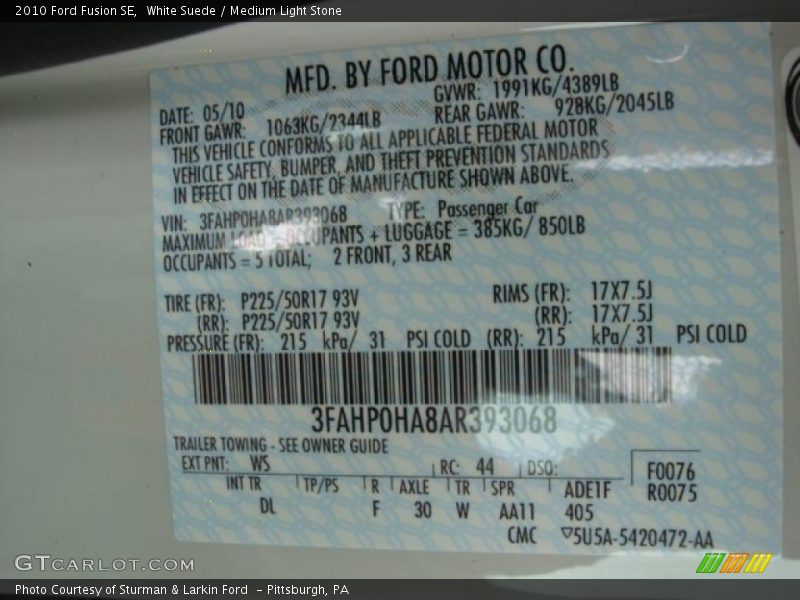 2010 Ford Fusion SE, White Suede / Medium Light Stone
MFD. BY FORD MOTOR CO.
DATE: 05/10 GVWR: 1991KG/4389LB
FRONT GAWR: 1063KG/2344LB REAR GAWR: 928KG/2045LB
THIS VEHICLE CONFORMS TO ALL APPLICABLE FEDERAL MOTOR
VEHICLE SAFETY, BUMPER, AND THEFT PREVENTION STANDARDS
IN EFFECT ON THE DATE OF MANUFACTURE SHOWN ABOVE.
VIN: 3FAHP0HA8AR393068 TYPE: Passenger Car
MAXIMUM LOAD = OCCUPANTS + LUGGAGE = 385KG/ 850LB
OCCUPANTS = 5 TOTAL; 2 FRONT, 3 REAR
TIRE (FR): P225/50R17 93V RIMS (FR): 17X7.5J
(RR): P225/50R17 93V (RR): 17X7.5J
PRESSURE (FR): 215 kPa/ 31 PSI COLD (RR): 215 kPa/ 31 PSI COLD
3FAHP0HA8AR393068
TRAILER TOWING - SEE OWNER GUIDE
EXT PNT: WS RC: 44 DSO: F0076
INT TR TP/PS R AXLE TR SPR ADE1F R0075
DL F 30 W AA11 405
CMC ▽5U5A-5420472-AA
GTCARLOT.COM
Photo Courtesy of Sturman & Larkin Ford - Pittsburgh, PA